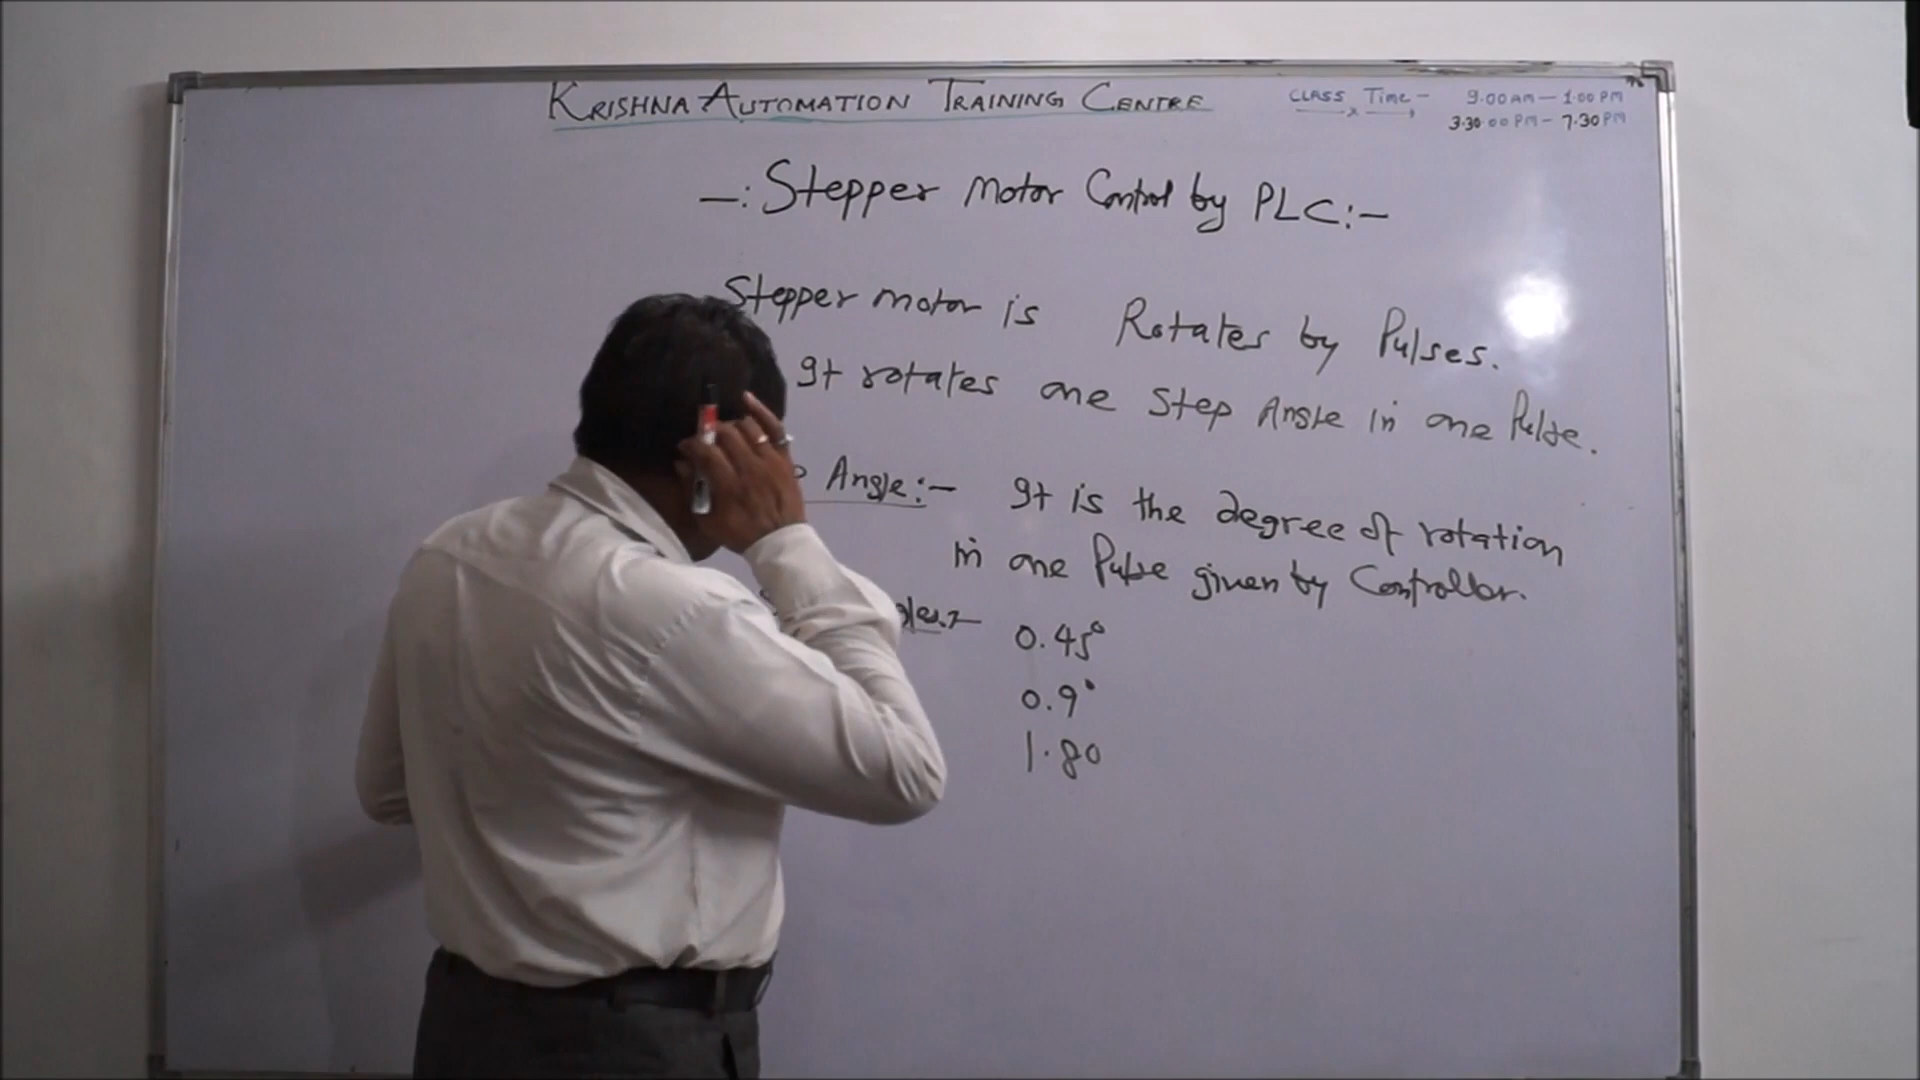 KRISHNA AUTOMATION TRAINING CENTRE
CLASS Time - 9.00 AM - 1.00 PM
3.30.00 PM - 7.30 PM
-: Stepper Motor Control by PLC:-
Stepper motor is Rotates by Pulses.
It rotates one Step Angle in one Pulse.
Angle:- It is the degree of rotation
in one Pulse given by Controller.
0.45°
0.9°
1.80